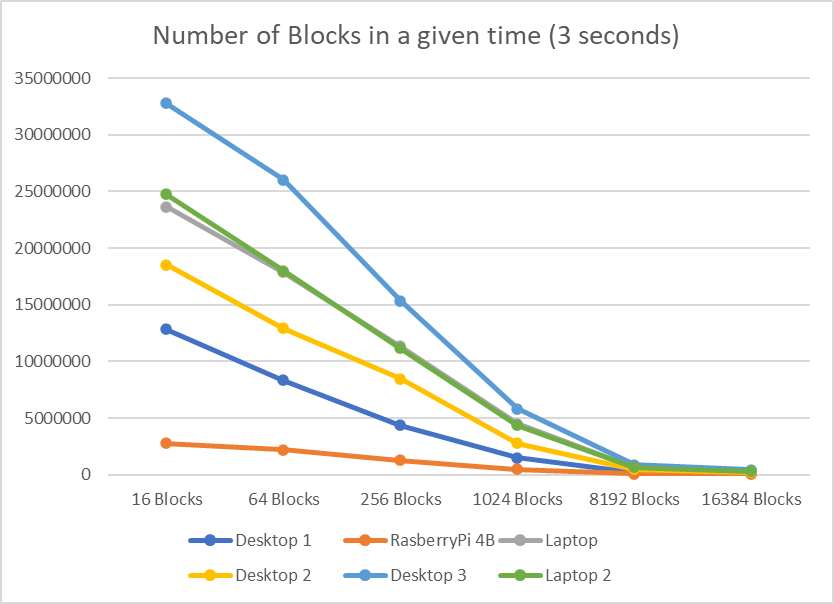 Number of Blocks in a given time (3 seconds)
35000000
30000000
25000000
20000000
15000000
10000000
5000000
0
16 Blocks 64 Blocks 256 Blocks 1024 Blocks 8192 Blocks 16384 Blocks
Desktop 1 RasberryPi 4B Laptop
Desktop 2 Desktop 3 Laptop 2